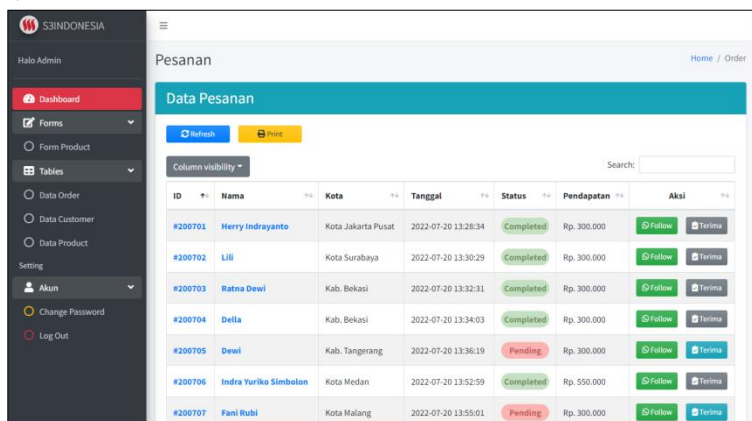 S3INDONESIA
Halo Admin
Dashboard
Forms
Form Product
Tables
Data Order
Data Customer
Data Product
Setting
Akun
Change Password
Log Out
Pesanan
Home / Order
Data Pesanan
Refresh Print
Column visibility Search:
ID Nama Kota Tanggal Status Pendapatan Aksi
#200701 Herry Indrayanto Kota Jakarta Pusat 2022-07-20 13:28:34 Completed Rp. 300.000 Follow Terima
#200702 Lili Kota Surabaya 2022-07-20 13:30:29 Completed Rp. 300.000 Follow Terima
#200703 Ratna Dewi Kab. Bekasi 2022-07-20 13:32:31 Completed Rp. 300.000 Follow Terima
#200704 Della Kab. Bekasi 2022-07-20 13:34:03 Completed Rp. 300.000 Follow Terima
#200705 Dewi Kab. Tangerang 2022-07-20 13:36:19 Pending Rp. 300.000 Follow Terima
#200706 Indra Yuriko Simbolon Kota Medan 2022-07-20 13:52:59 Completed Rp. 550.000 Follow Terima
#200707 Fani Rubi Kota Malang 2022-07-20 13:55:01 Pending Rp. 300.000 Follow Terima